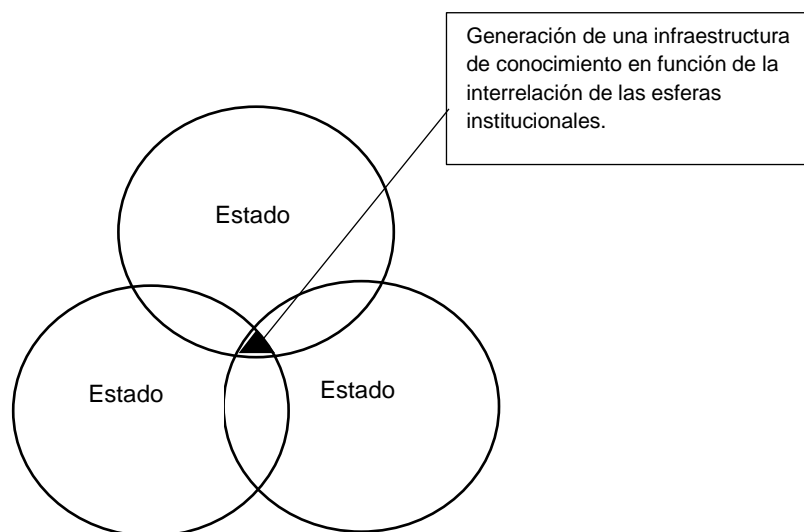 Generación de una infraestructura
de conocimiento en función de la
interrelación de las esferas
institucionales.
Estado
Estado
Estado